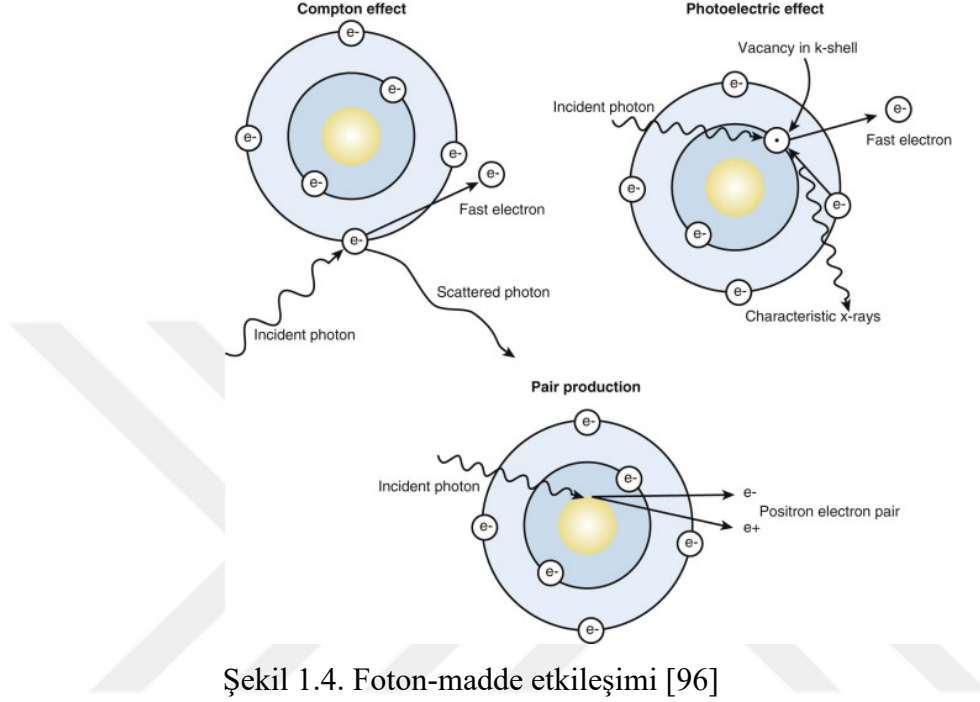 Compton effect
e-
e-
e-
e-
e-
e-
Fast electron
e-
Scattered photon
Incident photon
Photoelectric effect
Vacancy in k-shell
e-
Incident photon
e-
Fast electron
e-
e-
e-
e-
Characteristic x-rays
Pair production
e-
e-
Incident photon
e-
Positron electron pair
e-
e+
e-
e-
e-
Şekil 1.4. Foton-madde etkileşimi [96]